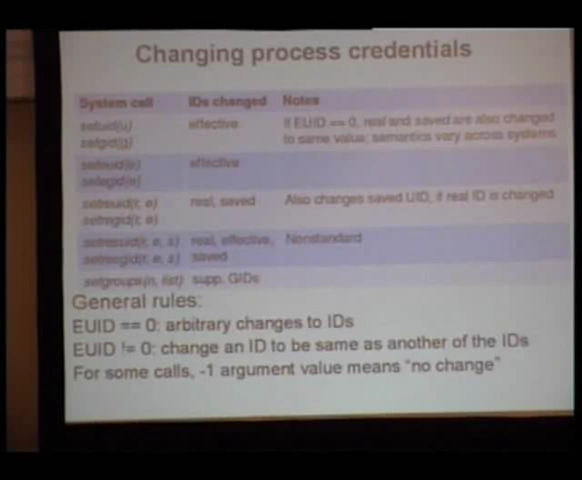 Changing process credentials
System call IDs changed Notes
setuid(u) effective If EUID == 0, real and saved are also changed
setgid(g) to same value; semantics vary across systems
seteuid(e) effective
setegid(e)
setreuid(r, e) real, saved Also changes saved UID, if real ID is changed
setregid(r, e)
setresuid(r, e, s) real, effective, Nonstandard
setresgid(r, e, s) saved
setgroups(n, list) supp. GIDs
General rules:
EUID == 0: arbitrary changes to IDs
EUID != 0: change an ID to be same as another of the IDs
For some calls, -1 argument value means "no change"